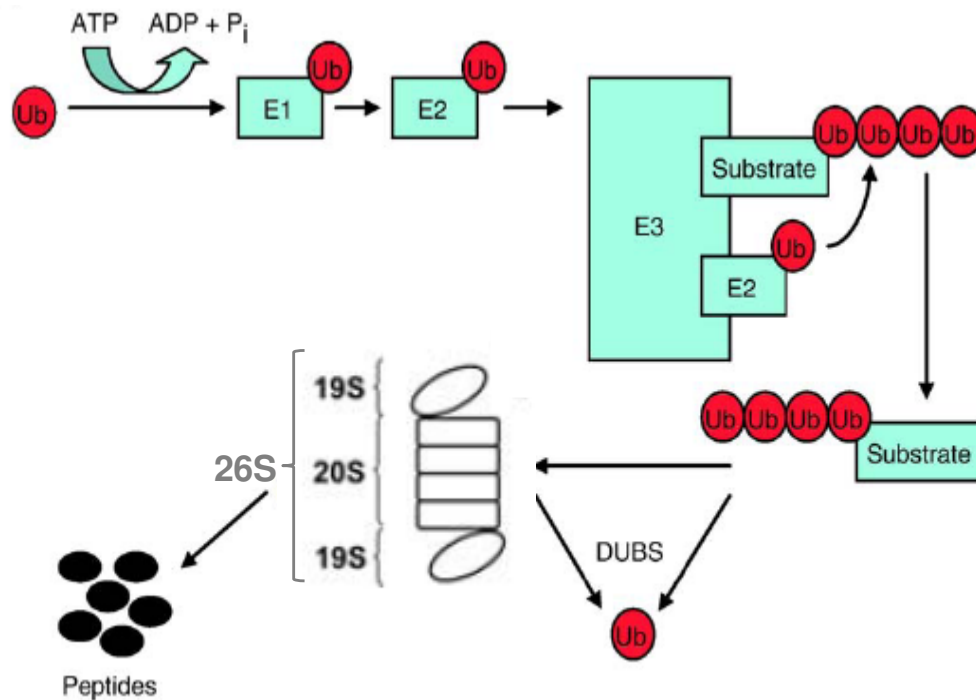 ATP ADP + Pi
Ub
Ub
E1
Ub
E2
E3
Substrate
Ub Ub Ub Ub
Ub
E2
Ub Ub Ub Ub
Substrate
26S
19S
20S
19S
DUBS
Ub
Peptides